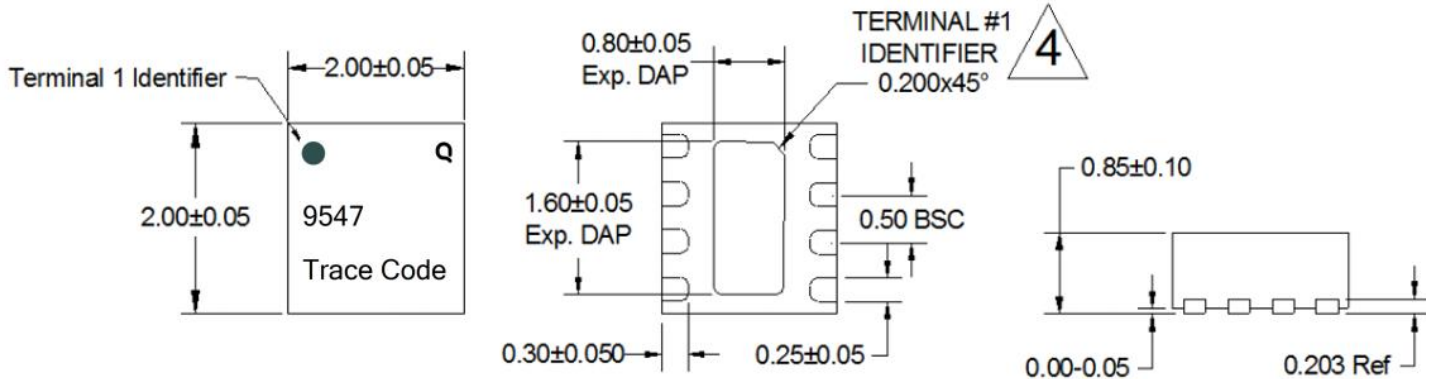 Terminal 1 Identifier
2.00±0.05
2.00±0.05
Q
9547
Trace Code
0.80±0.05
Exp. DAP
TERMINAL #1
IDENTIFIER
0.200x45°
4
1.60±0.05
Exp. DAP
0.50 BSC
0.30±0.050
0.25±0.05
0.85±0.10
0.00-0.05
0.203 Ref